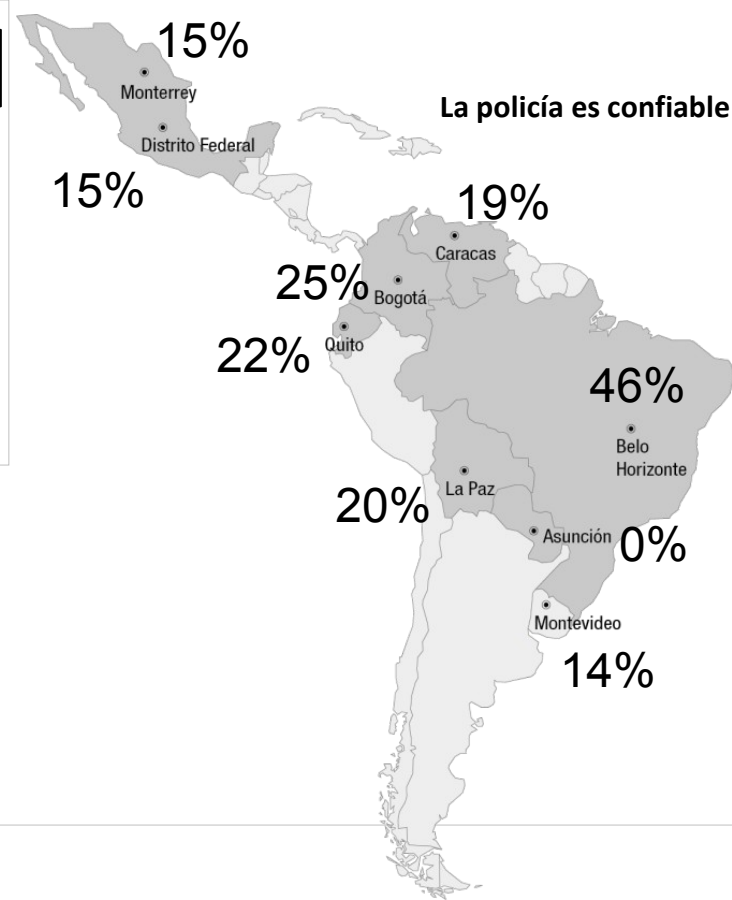 15%
Monterrey
La policía es confiable
Distrito Federal
15%
19%
Caracas
25%
Bogotá
Quito
22%
46%
Belo
Horizonte
La Paz
20%
Asunción
0%
Montevideo
14%